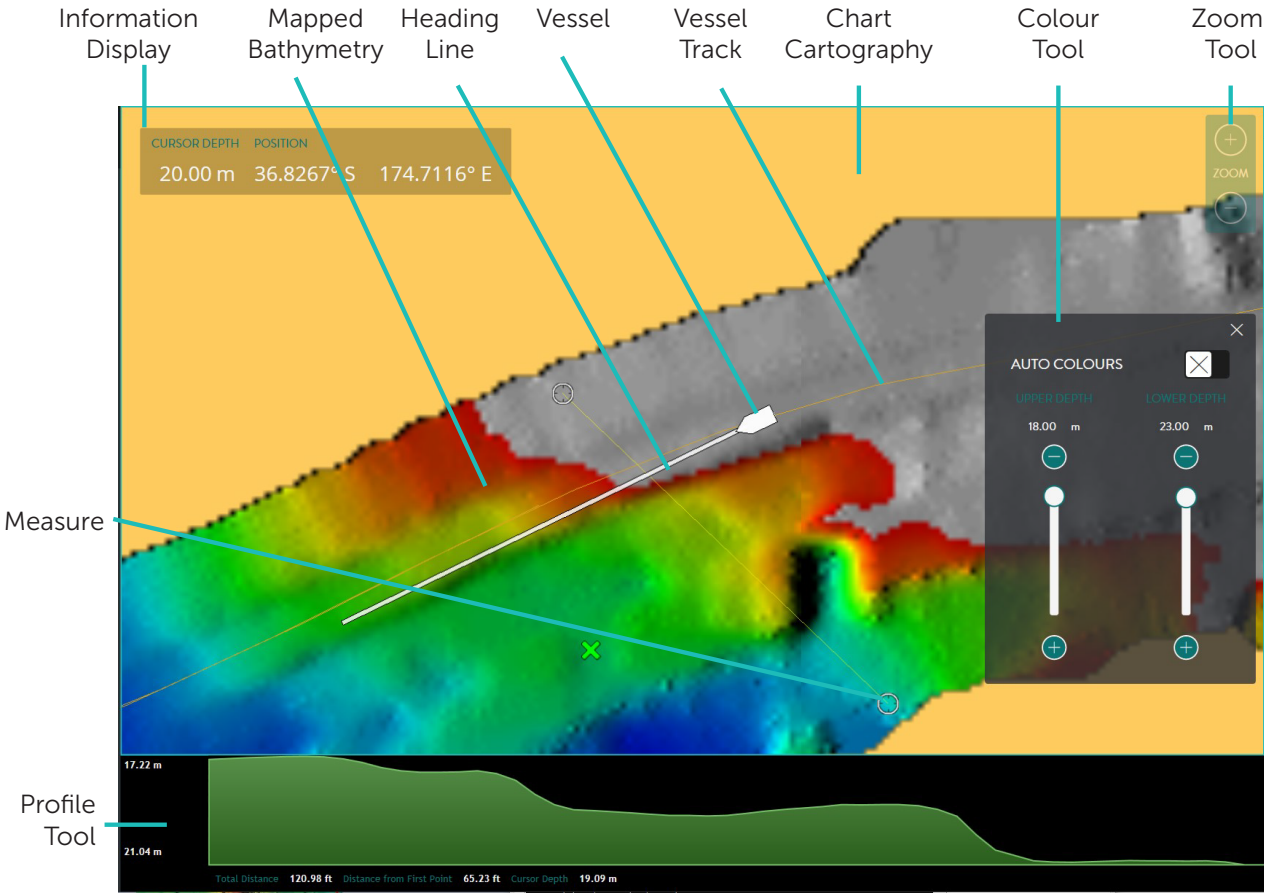 Information
Display
Mapped
Bathymetry
Heading
Line
Vessel
Vessel
Track
Chart
Cartography
Colour
Tool
Zoom
Tool
CURSOR DEPTH POSITION
20.00 m 36.8267° S 174.7116° E
ZOOM
AUTO COLOURS
UPPER DEPTH LOWER DEPTH
18.00 m 23.00 m
Measure
17.22 m
Profile
Tool
21.04 m
Total Distance 120.98 ft Distance from First Point 65.23 ft Cursor Depth 19.09 m